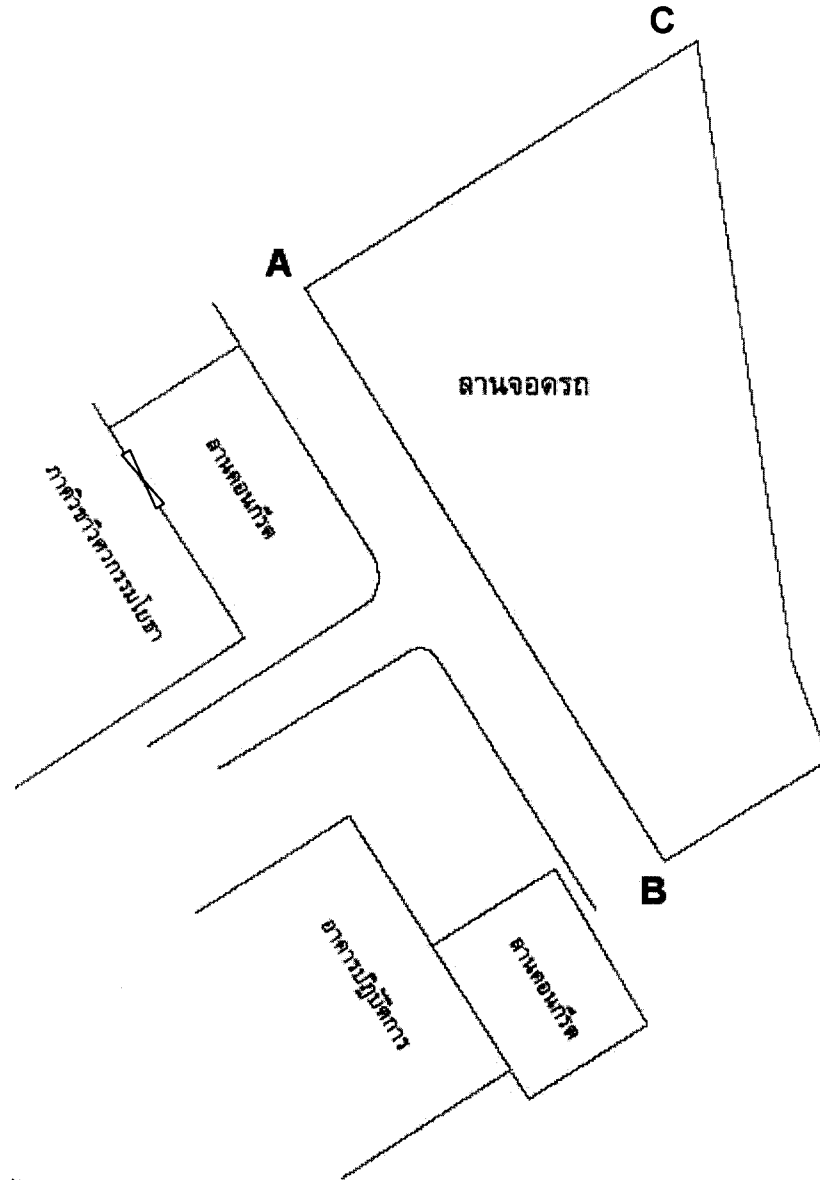 C
A
ลานจอดรถ
ลานคอนกรีต
ภาควิชาวิศวกรรมโยธา
B
อาคารปฏิบัติการ
ลานคอนกรีต